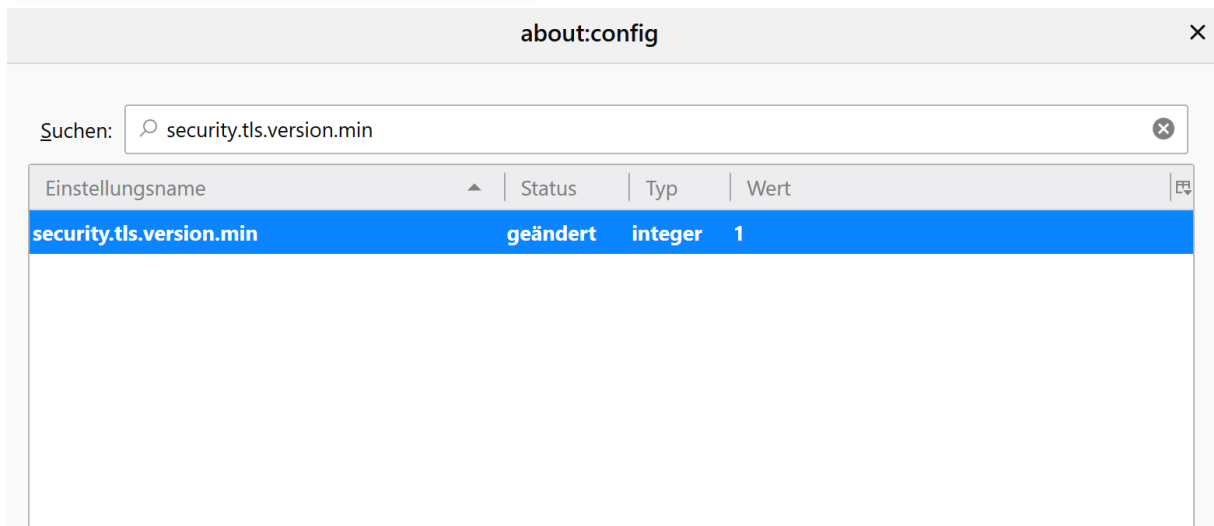 about:config
Suchen: security.tls.version.min
Einstellungsname Status Typ Wert
security.tls.version.min geändert integer 1